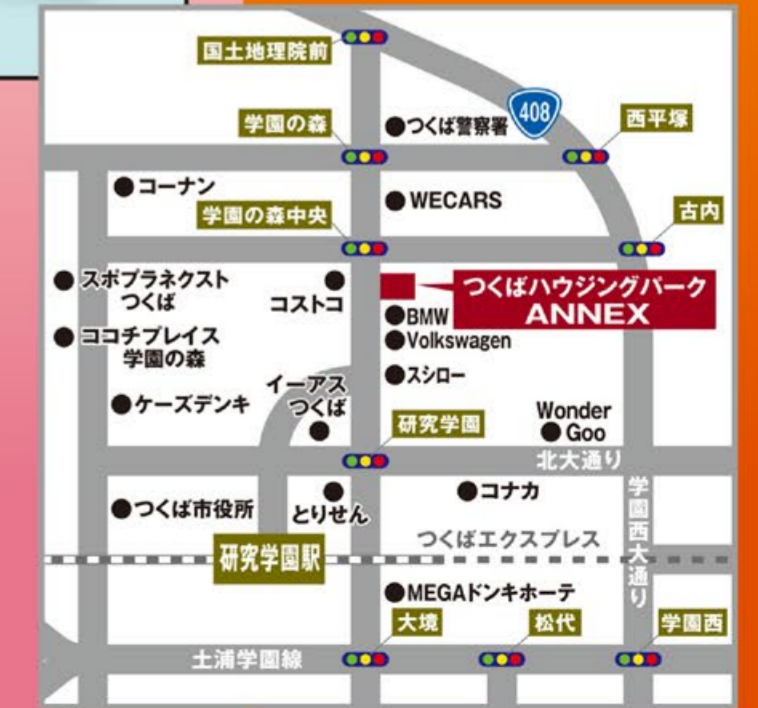 国土地理院前
408
学園の森
つくば警察署
西平塚
コーナン
WECARS
学園の森中央
古内
スポプラネクスト
つくば
コストコ
つくばハウジングパーク
ANNEX
BMW
Volkswagen
ココチプレイス
学園の森
スシロー
イーアス
つくば
ケーズデンキ
研究学園
Wonder
Goo
北大通り
つくば市役所
とりせん
コナカ
学園西大通り
つくばエクスプレス
研究学園駅
MEGAドンキホーテ
大境
松代
学園西
土浦学園線